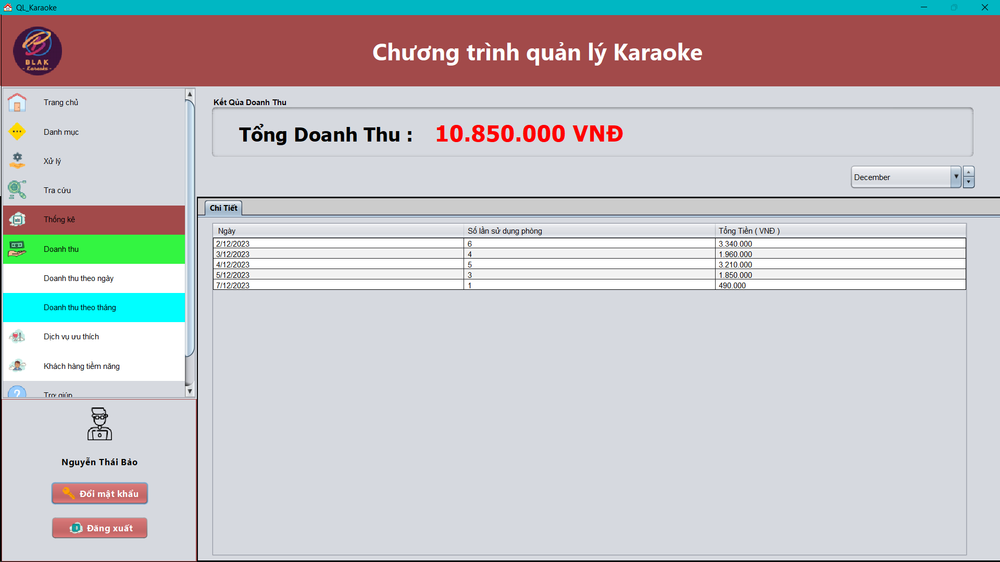 QL_Karaoke
BLAK
- Karaoke -
Chương trình quản lý Karaoke
Trang chủ
Danh mục
Xử lý
Tra cứu
Thống kê
Doanh thu
Doanh thu theo ngày
Doanh thu theo tháng
Dịch vụ ưu thích
Khách hàng tiềm năng
Trợ giúp
Nguyễn Thái Bảo
Đổi mật khẩu
Đăng xuất
Kết Qủa Doanh Thu
Tổng Doanh Thu : 10.850.000 VNĐ
December
Chi Tiết
Ngày Số lần sử dụng phòng Tổng Tiền ( VNĐ )
2/12/2023 6 3.340.000
3/12/2023 4 1.960.000
4/12/2023 5 3.210.000
5/12/2023 3 1.850.000
7/12/2023 1 490.000